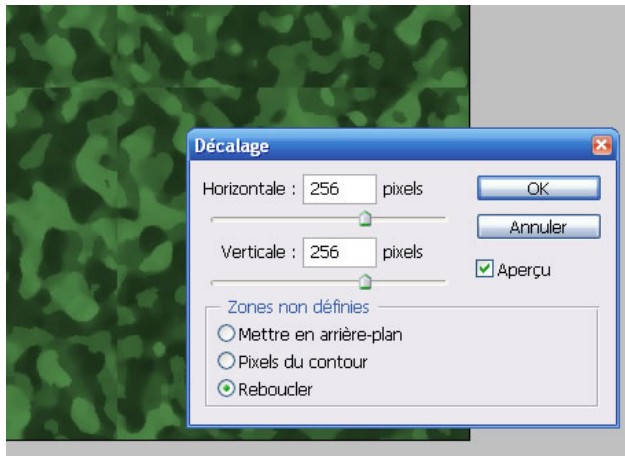 Décalage
Horizontale : 256 pixels
OK
Annuler
Verticale : 256 pixels
Aperçu
Zones non définies
Mettre en arrière-plan
Pixels du contour
Reboucler